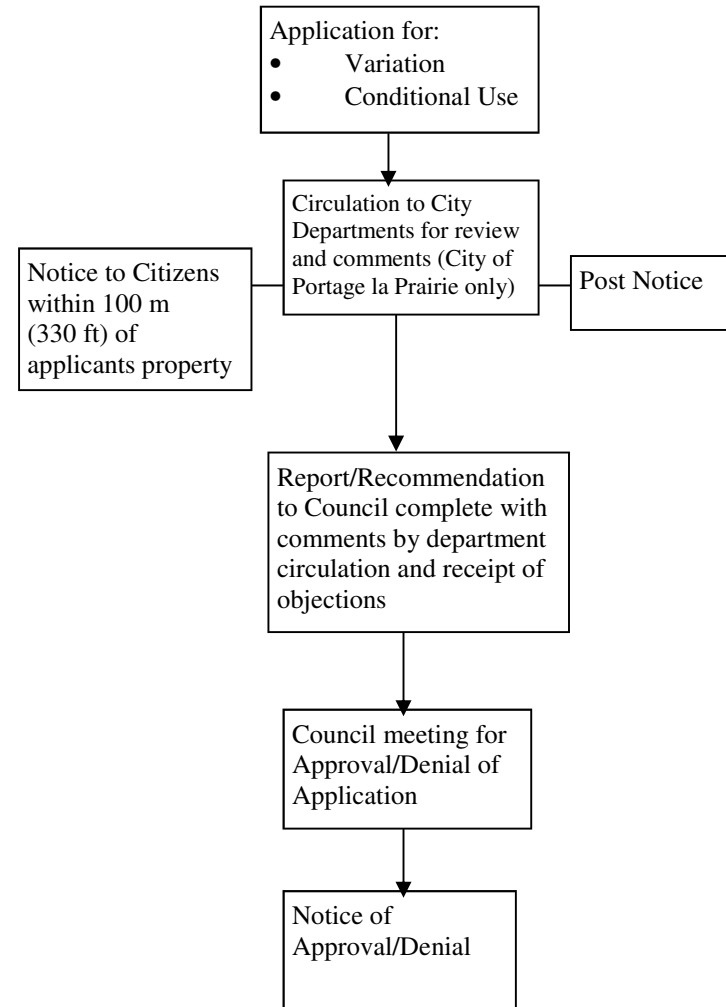 Application for:
• Variation
• Conditional Use
Circulation to City
Departments for review
and comments (City of
Portage la Prairie only)
Notice to Citizens
within 100 m
(330 ft) of
applicants property
Post Notice
Report/Recommendation
to Council complete with
comments by department
circulation and receipt of
objections
Council meeting for
Approval/Denial of
Application
Notice of
Approval/Denial